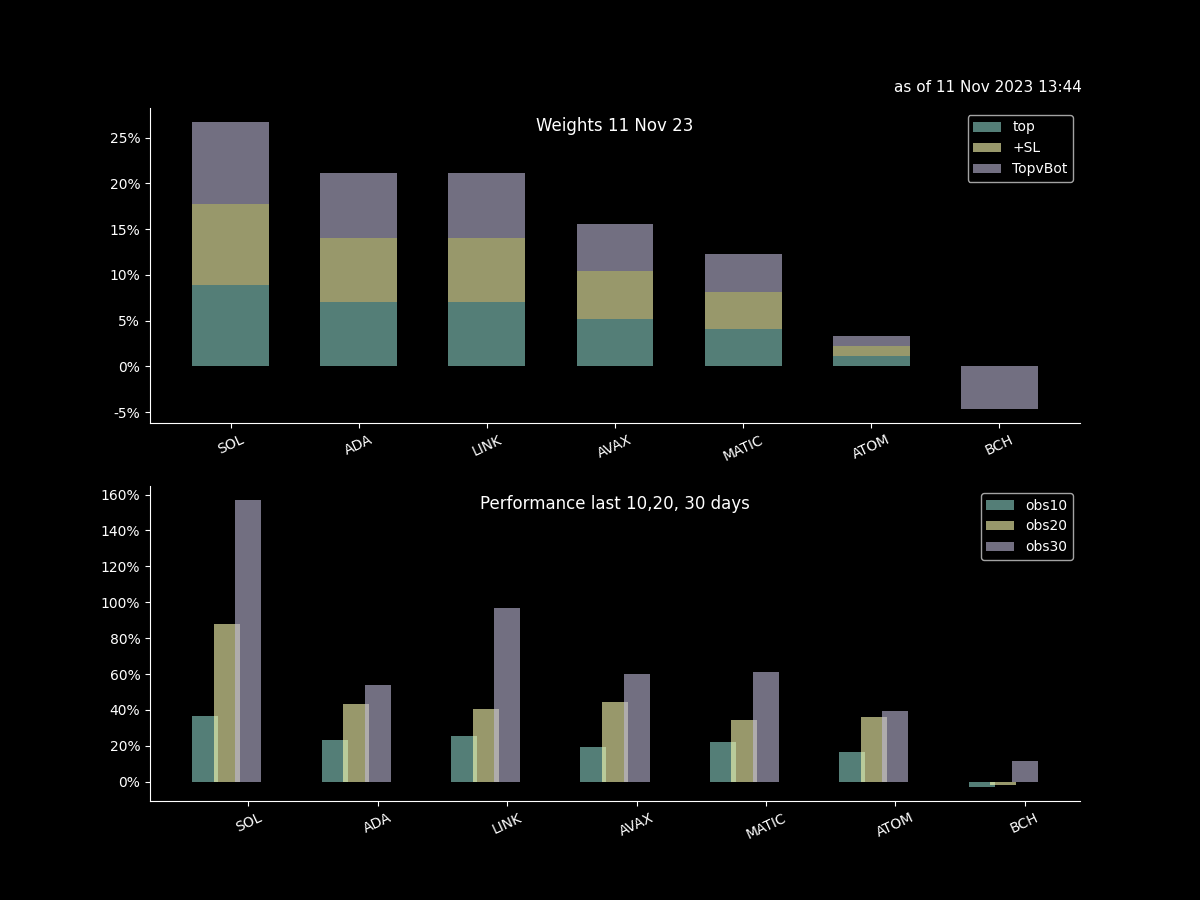 as of 11 Nov 2023 13:44
Weights 11 Nov 23
top
+SL
TopvBot
25%
20%
15%
10%
5%
0%
-5%
SOL
ADA
LINK
AVAX
MATIC
ATOM
BCH
Performance last 10,20, 30 days
obs10
obs20
obs30
160%
140%
120%
100%
80%
60%
40%
20%
0%
SOL
ADA
LINK
AVAX
MATIC
ATOM
BCH